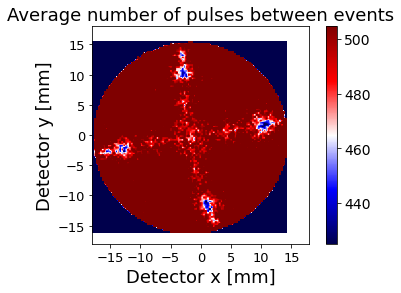 Average number of pulses between events
15
10
5
0
−5
−10
−15
Detector y [mm]
−15 −10 −5 0 5 10 15
Detector x [mm]
500
480
460
440